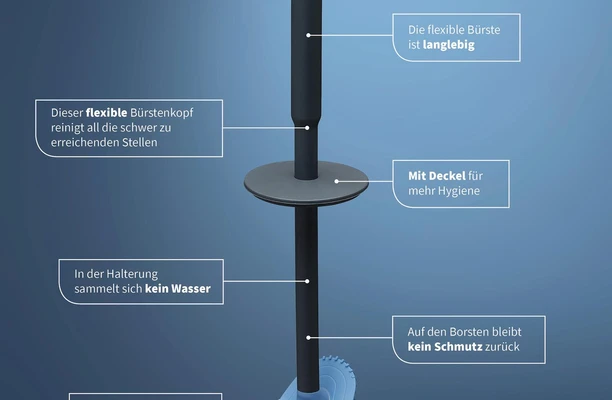 Die flexible Bürste
ist langlebig
Dieser flexible Bürstenkopf
reinigt all die schwer zu
erreichenden Stellen
Mit Deckel für
mehr Hygiene
In der Halterung
sammelt sich kein Wasser
Auf den Borsten bleibt
kein Schmutz zurück